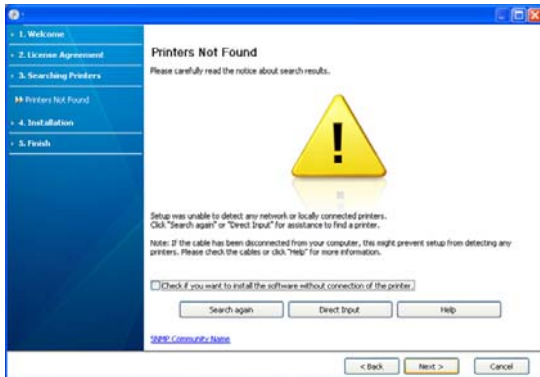 1. Welcome
2. License Agreement
3. Searching Printers
Printers Not Found
4. Installation
5. Finish
Printers Not Found
Please carefully read the notice about search results.
Setup was unable to detect any network or locally connected printers.
Click "Search again" or "Direct Input" for assistance to find a printer.
Note: If the cable has been disconnected from your computer, this might prevent setup from detecting any
printers. Please check the cables or click "Help" for more information.
Check if you want to install the software without connection of the printer.
Search again
Direct Input
Help
SNMP Community Name
< Back
Next >
Cancel